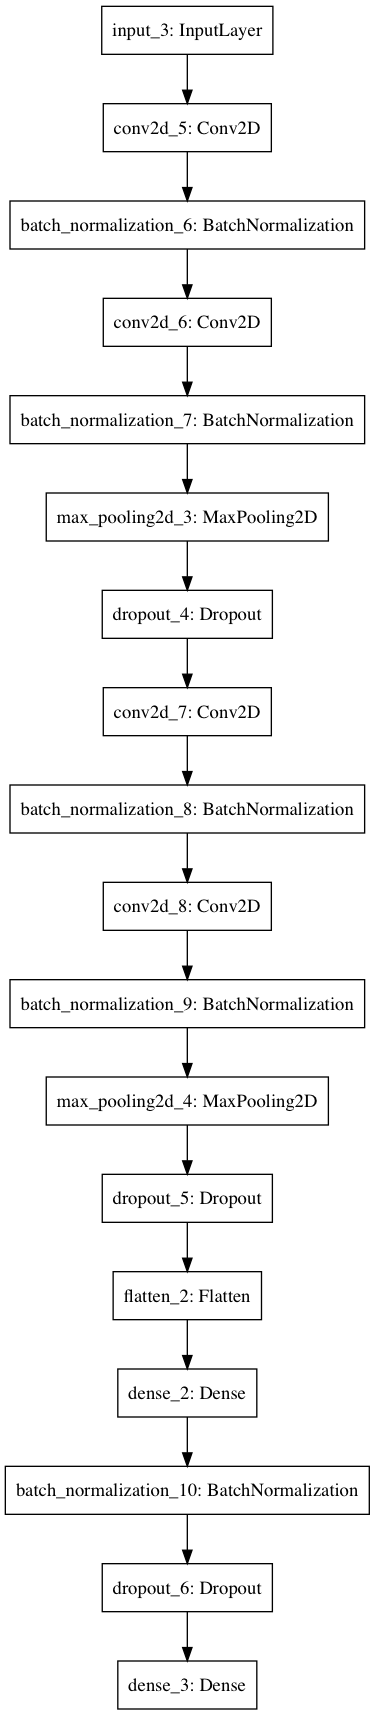 input_3: InputLayer
conv2d_5: Conv2D
batch_normalization_6: BatchNormalization
conv2d_6: Conv2D
batch_normalization_7: BatchNormalization
max_pooling2d_3: MaxPooling2D
dropout_4: Dropout
conv2d_7: Conv2D
batch_normalization_8: BatchNormalization
conv2d_8: Conv2D
batch_normalization_9: BatchNormalization
max_pooling2d_4: MaxPooling2D
dropout_5: Dropout
flatten_2: Flatten
dense_2: Dense
batch_normalization_10: BatchNormalization
dropout_6: Dropout
dense_3: Dense